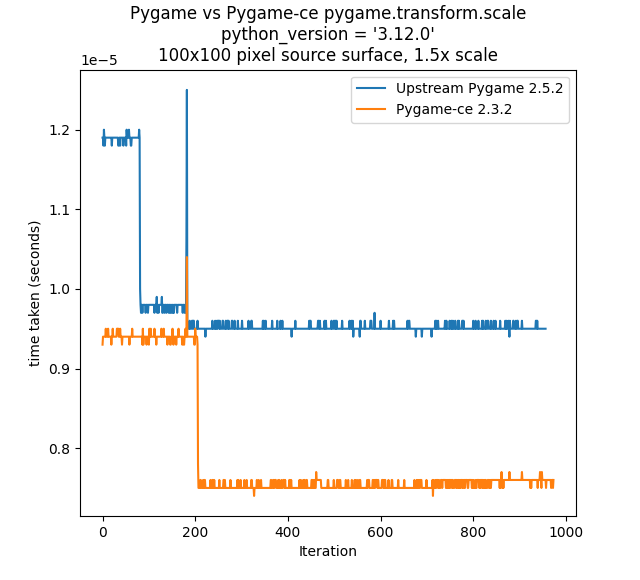 Pygame vs Pygame-ce pygame.transform.scale
python_version = '3.12.0'
100x100 pixel source surface, 1.5x scale
1e−5
Upstream Pygame 2.5.2
Pygame-ce 2.3.2
1.2
1.1
1.0
0.9
0.8
time taken (seconds)
0
200
400
600
800
1000
Iteration